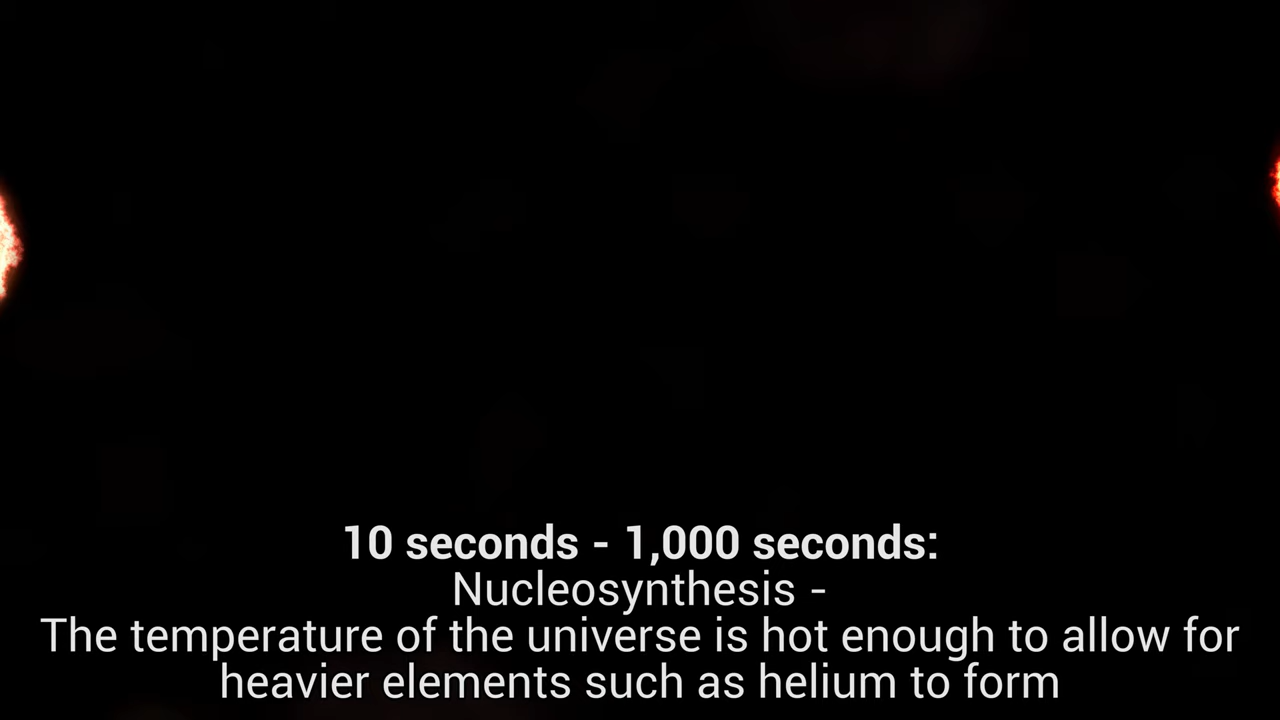 10 seconds - 1,000 seconds:
Nucleosynthesis -
The temperature of the universe is hot enough to allow for
heavier elements such as helium to form